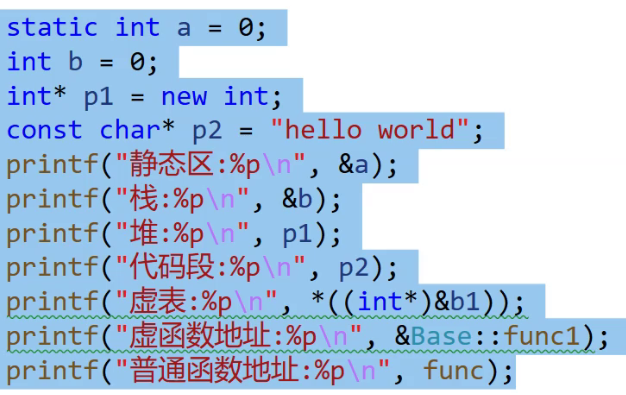 static int a = 0;
int b = 0;
int* p1 = new int;
const char* p2 = "hello world";
printf("静态区:%p\n", &a);
printf("栈:%p\n", &b);
printf("堆:%p\n", p1);
printf("代码段:%p\n", p2);
printf("虚表:%p\n", *((int*)&b1));
printf("虚函数地址:%p\n", &Base::func1);
printf("普通函数地址:%p\n", func);